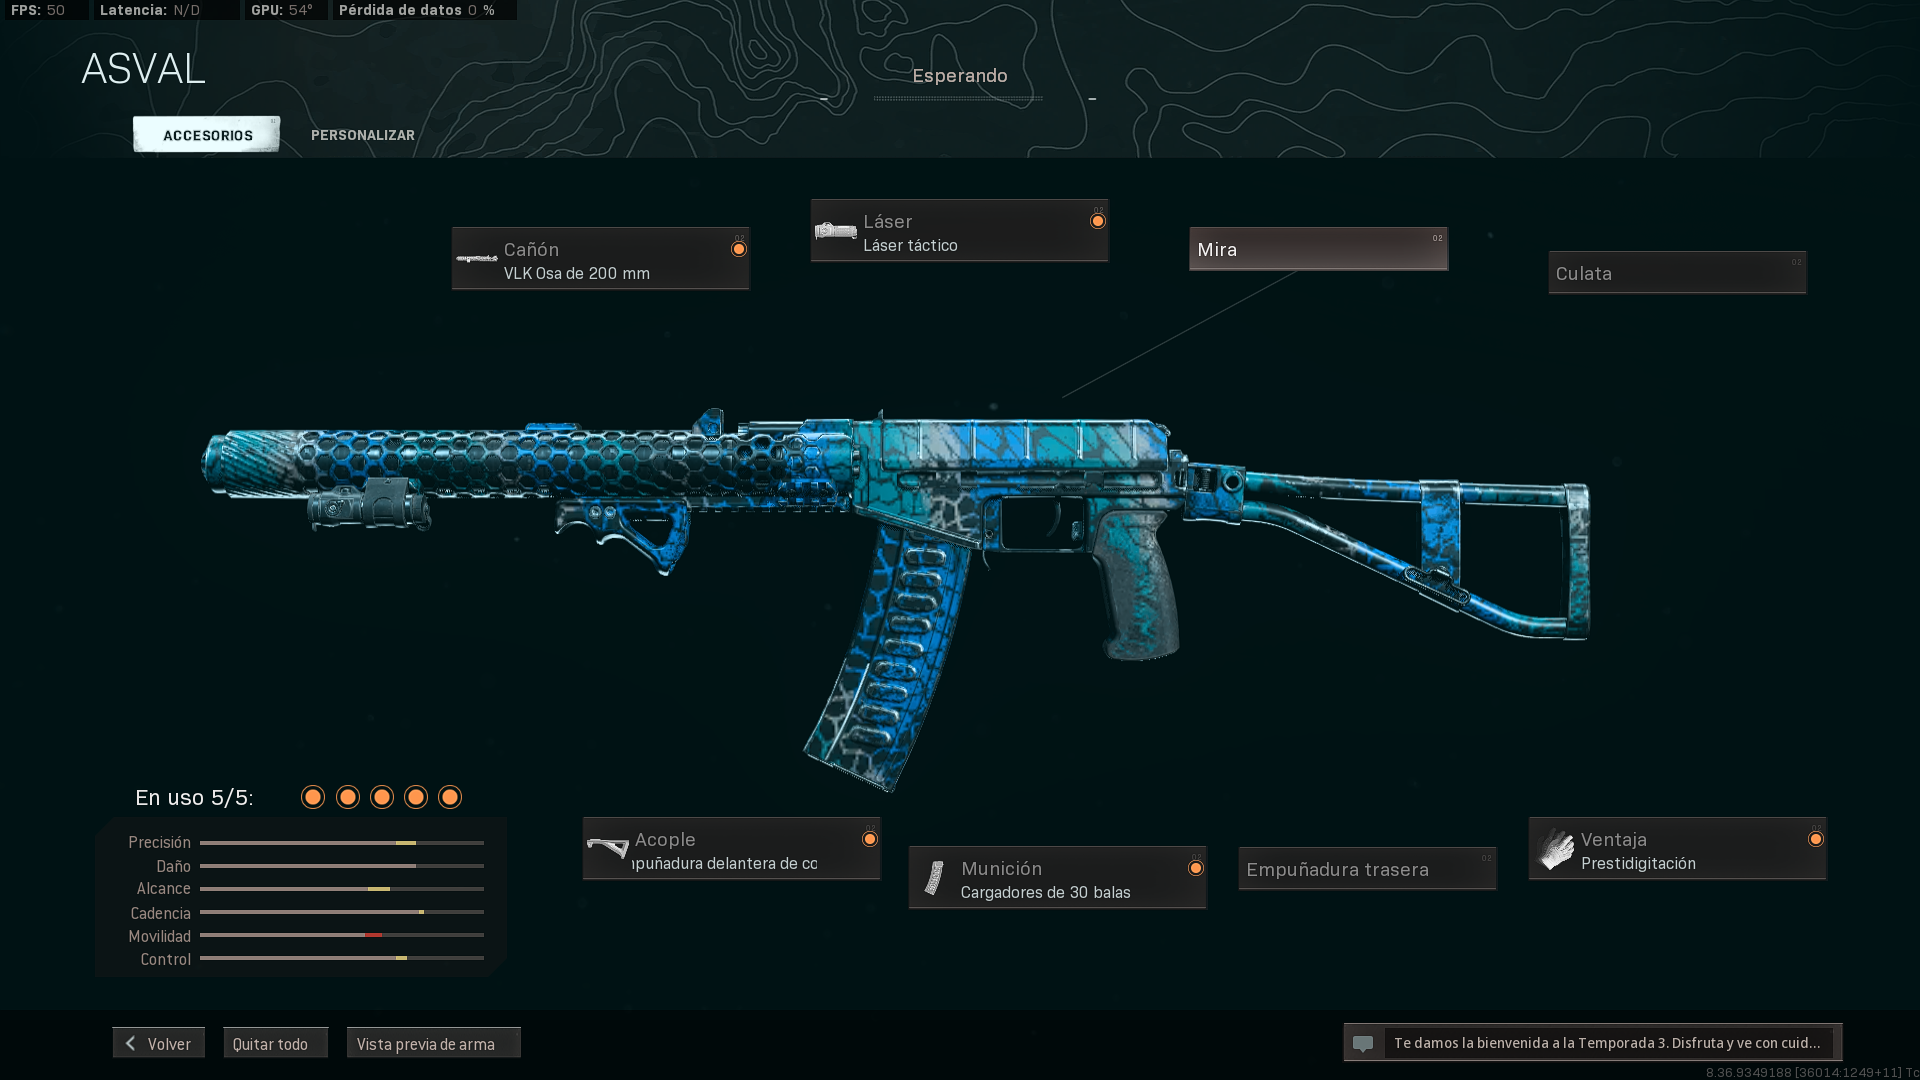 FPS: 50 Latencia: N/D GPU: 54° Pérdida de datos 0 %
ASVAL
Esperando
ACCESORIOS PERSONALIZAR
Láser
Láser táctico
Cañón
VLK Osa de 200 mm
Mira
Culata
En uso 5/5:
Precisión
Daño
Alcance
Cadencia
Movilidad
Control
Acople
npuñadura delantera de co
Munición
Cargadores de 30 balas
Empuñadura trasera
Ventaja
Prestidigitación
Volver Quitar todo Vista previa de arma
Te damos la bienvenida a la Temporada 3. Disfruta y ve con cuid...
8.36.9349188 [36014:1249+11] Tc